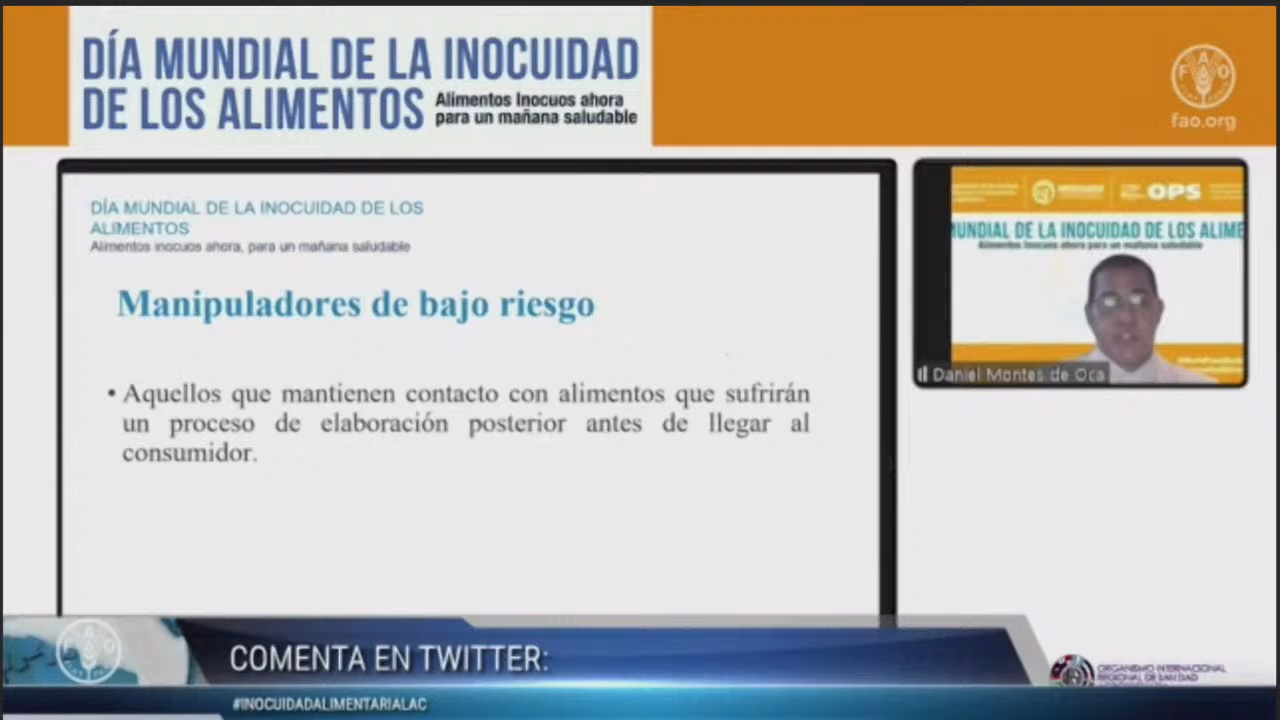 DÍA MUNDIAL DE LA INOCUIDAD
DE LOS ALIMENTOS
Alimentos Inocuos ahora
para un mañana saludable
FAO
fao.org
DÍA MUNDIAL DE LA INOCUIDAD DE LOS
ALIMENTOS
Alimentos inocuos ahora, para un mañana saludable
Manipuladores de bajo riesgo
• Aquellos que mantienen contacto con alimentos que sufrirán
un proceso de elaboración posterior antes de llegar al
consumidor.
OPS
MUNDIAL DE LA INOCUIDAD DE LOS ALIME
Alimentos Inocuos ahora para un mañana saludable
Daniel Montes de Oca
FAO
COMENTA EN TWITTER:
#INOCUIDADALIMENTARIALAC
ORGANISMO INTERNACIONAL
REGIONAL DE SANIDAD